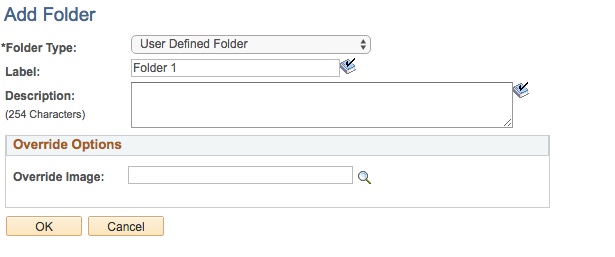 Add Folder
*Folder Type: User Defined Folder
Label: Folder 1
Description:
(254 Characters)
Override Options
Override Image:
OK Cancel